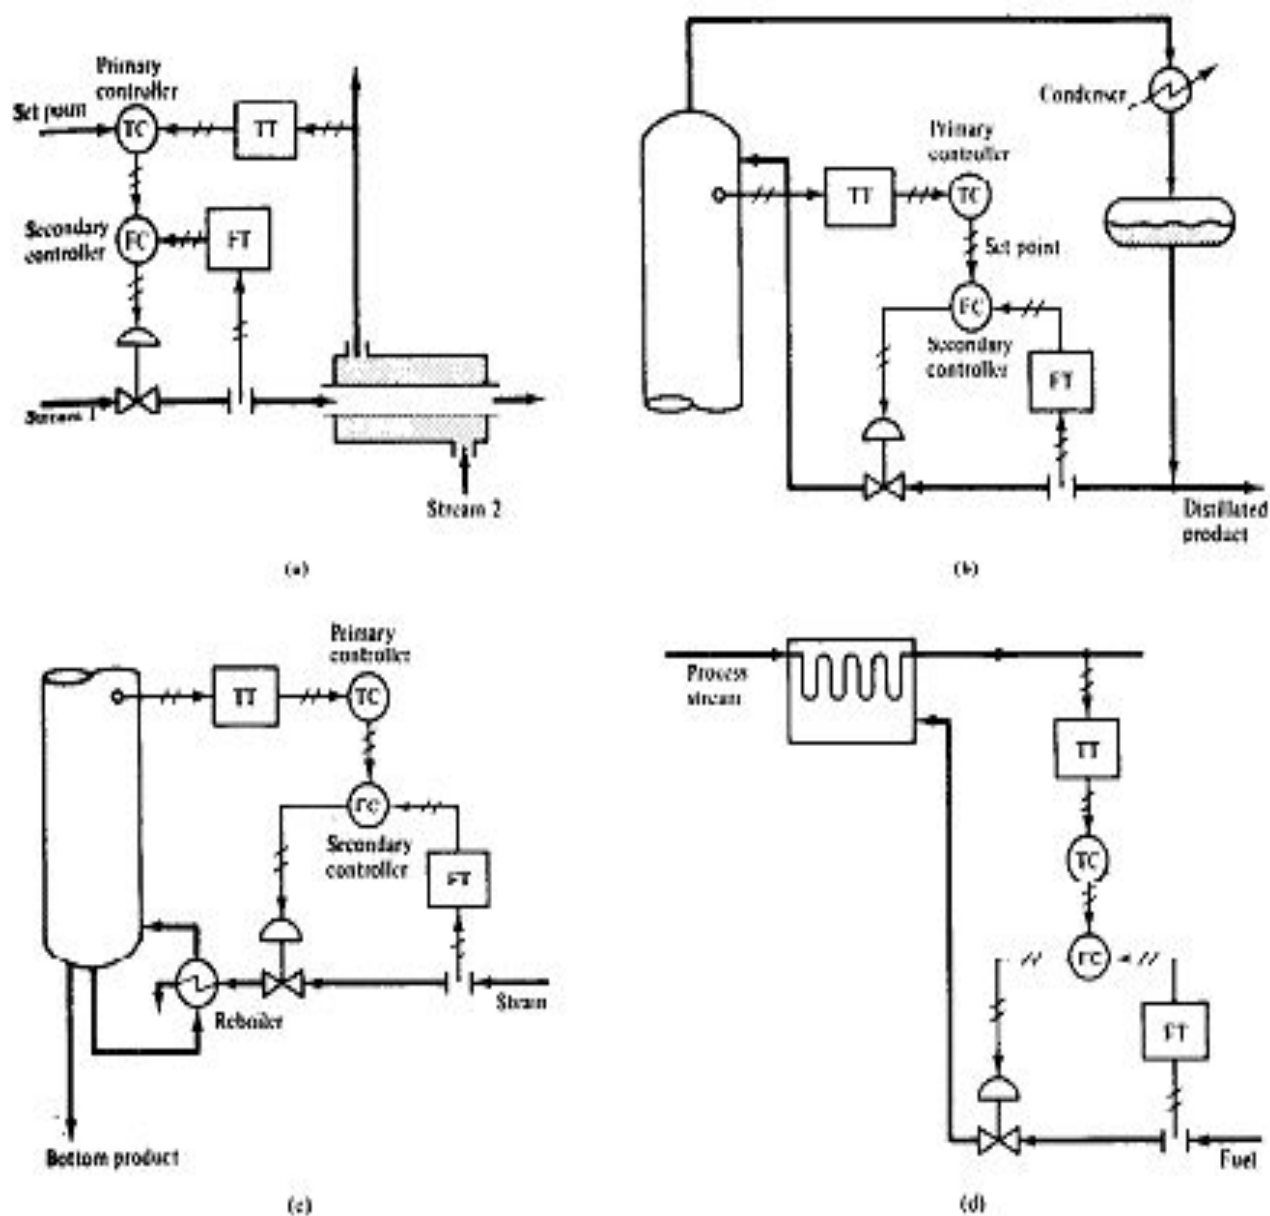 Primary
controller
Set point
TC
TT
Secondary
controller
FC
FT
Stream 1
Stream 2
(a)
Condenser
Primary
controller
TT
TC
Set point
FC
Secondary
controller
FT
Distillated
product
(b)
Primary
controller
TT
TC
FC
Secondary
controller
FT
Reboiler
Bottom product
(c)
Process
stream
TT
TC
FC
FT
Fuel
(d)